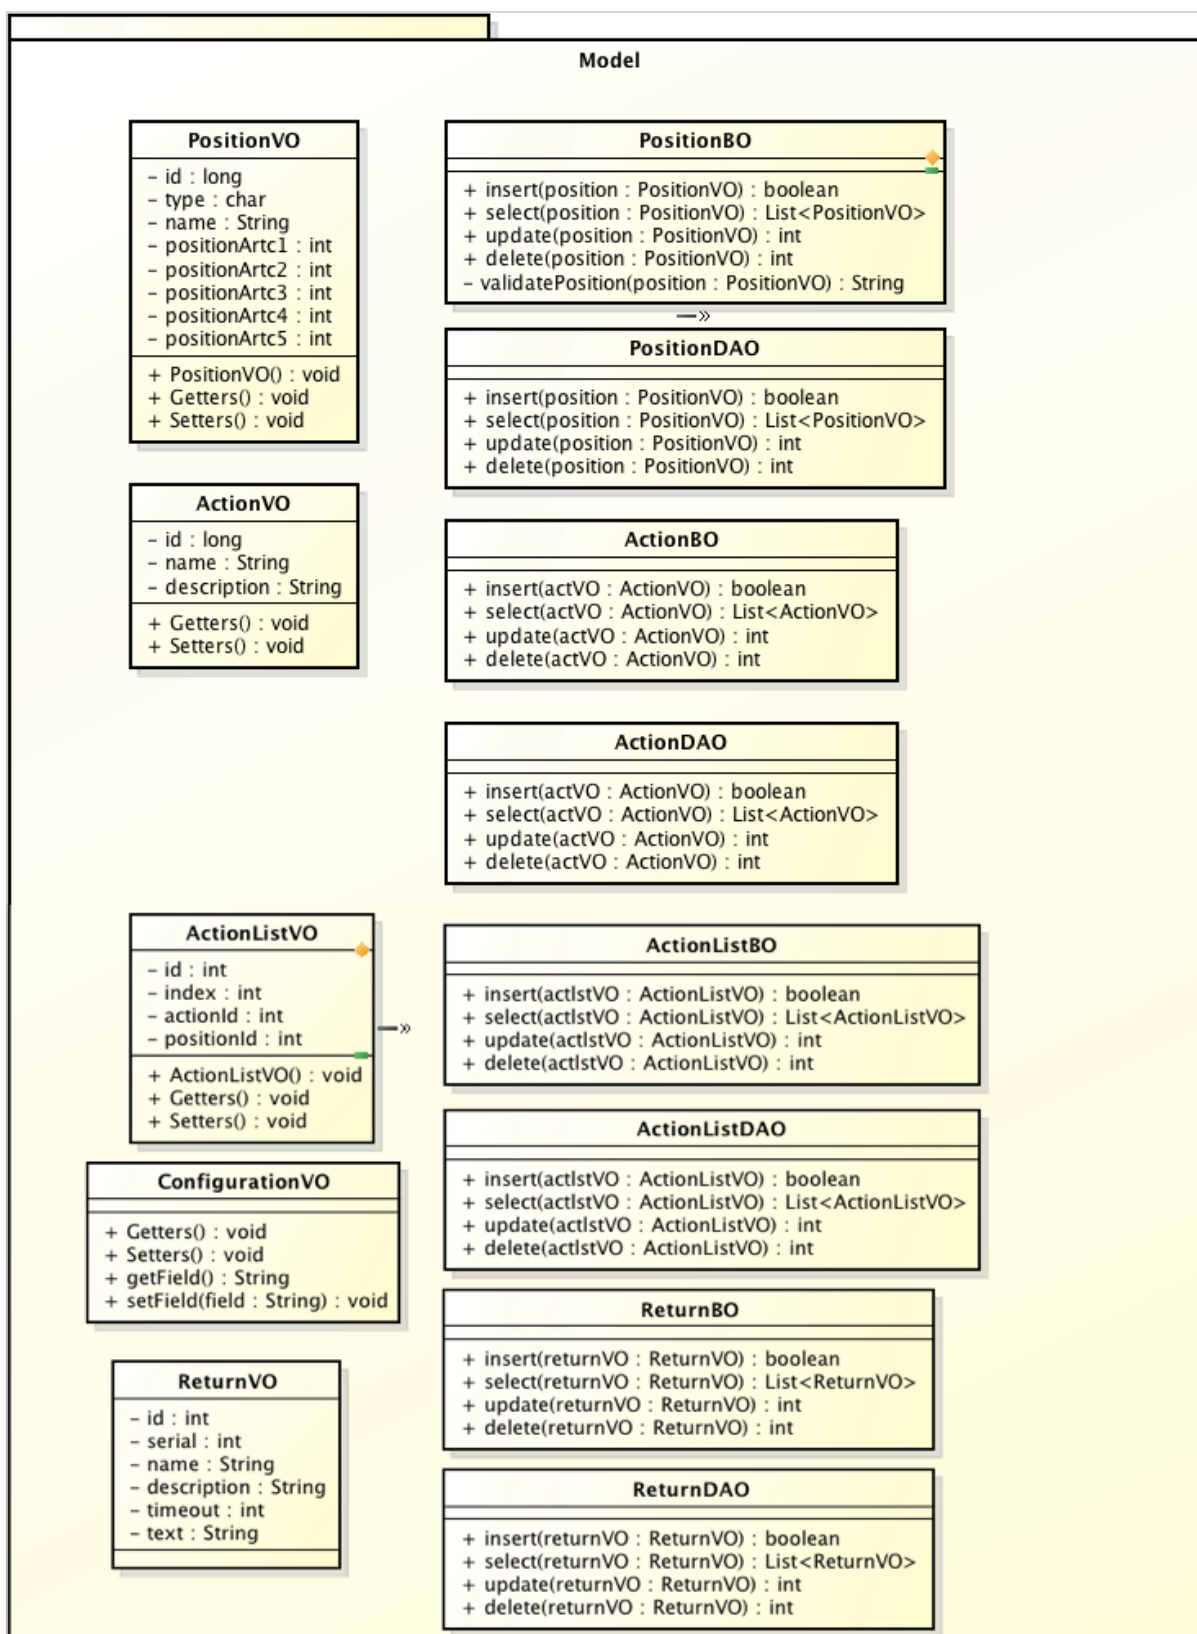 Model
PositionVO
– id : long
– type : char
– name : String
– positionArtc1 : int
– positionArtc2 : int
– positionArtc3 : int
– positionArtc4 : int
– positionArtc5 : int
+ PositionVO() : void
+ Getters() : void
+ Setters() : void
PositionBO
+ insert(position : PositionVO) : boolean
+ select(position : PositionVO) : List<PositionVO>
+ update(position : PositionVO) : int
+ delete(position : PositionVO) : int
– validatePosition(position : PositionVO) : String
PositionDAO
+ insert(position : PositionVO) : boolean
+ select(position : PositionVO) : List<PositionVO>
+ update(position : PositionVO) : int
+ delete(position : PositionVO) : int
ActionVO
– id : long
– name : String
– description : String
+ Getters() : void
+ Setters() : void
ActionBO
+ insert(actVO : ActionVO) : boolean
+ select(actVO : ActionVO) : List<ActionVO>
+ update(actVO : ActionVO) : int
+ delete(actVO : ActionVO) : int
ActionDAO
+ insert(actVO : ActionVO) : boolean
+ select(actVO : ActionVO) : List<ActionVO>
+ update(actVO : ActionVO) : int
+ delete(actVO : ActionVO) : int
ActionListVO
– id : int
– index : int
– actionId : int
– positionId : int
+ ActionListVO() : void
+ Getters() : void
+ Setters() : void
ActionListBO
+ insert(actlstVO : ActionListVO) : boolean
+ select(actlstVO : ActionListVO) : List<ActionListVO>
+ update(actlstVO : ActionListVO) : int
+ delete(actlstVO : ActionListVO) : int
ActionListDAO
+ insert(actlstVO : ActionListVO) : boolean
+ select(actlstVO : ActionListVO) : List<ActionListVO>
+ update(actlstVO : ActionListVO) : int
+ delete(actlstVO : ActionListVO) : int
ConfigurationVO
+ Getters() : void
+ Setters() : void
+ getField() : String
+ setField(field : String) : void
ReturnBO
+ insert(returnVO : ReturnVO) : boolean
+ select(returnVO : ReturnVO) : List<ReturnVO>
+ update(returnVO : ReturnVO) : int
+ delete(returnVO : ReturnVO) : int
ReturnVO
– id : int
– serial : int
– name : String
– description : String
– timeout : int
– text : String
ReturnDAO
+ insert(returnVO : ReturnVO) : boolean
+ select(returnVO : ReturnVO) : List<ReturnVO>
+ update(returnVO : ReturnVO) : int
+ delete(returnVO : ReturnVO) : int